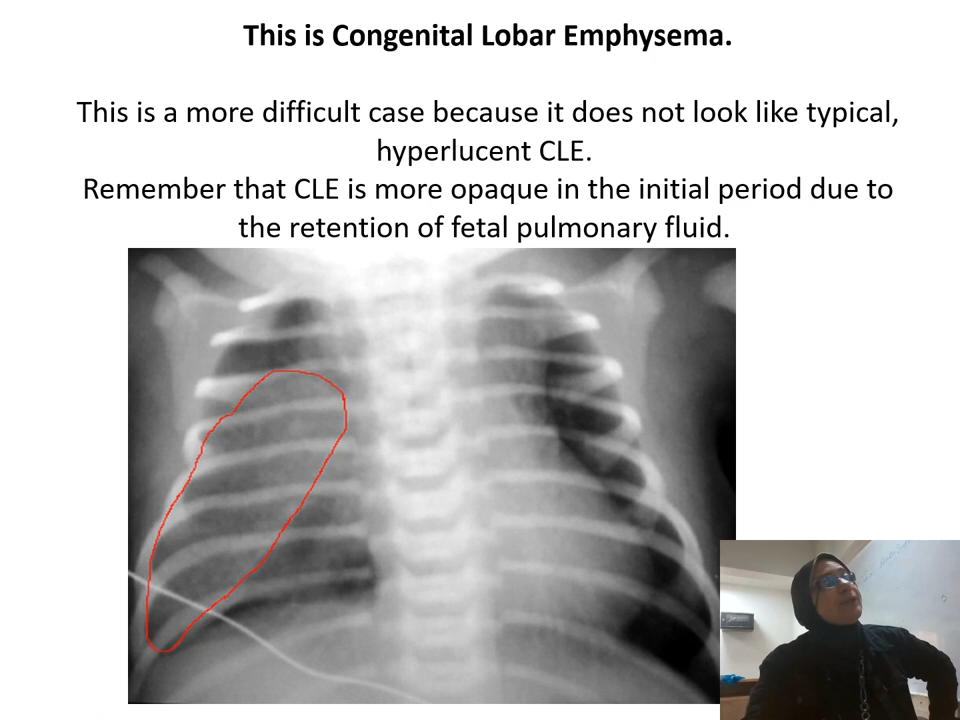 This is Congenital Lobar Emphysema.
This is a more difficult case because it does not look like typical,
hyperlucent CLE.
Remember that CLE is more opaque in the initial period due to
the retention of fetal pulmonary fluid.